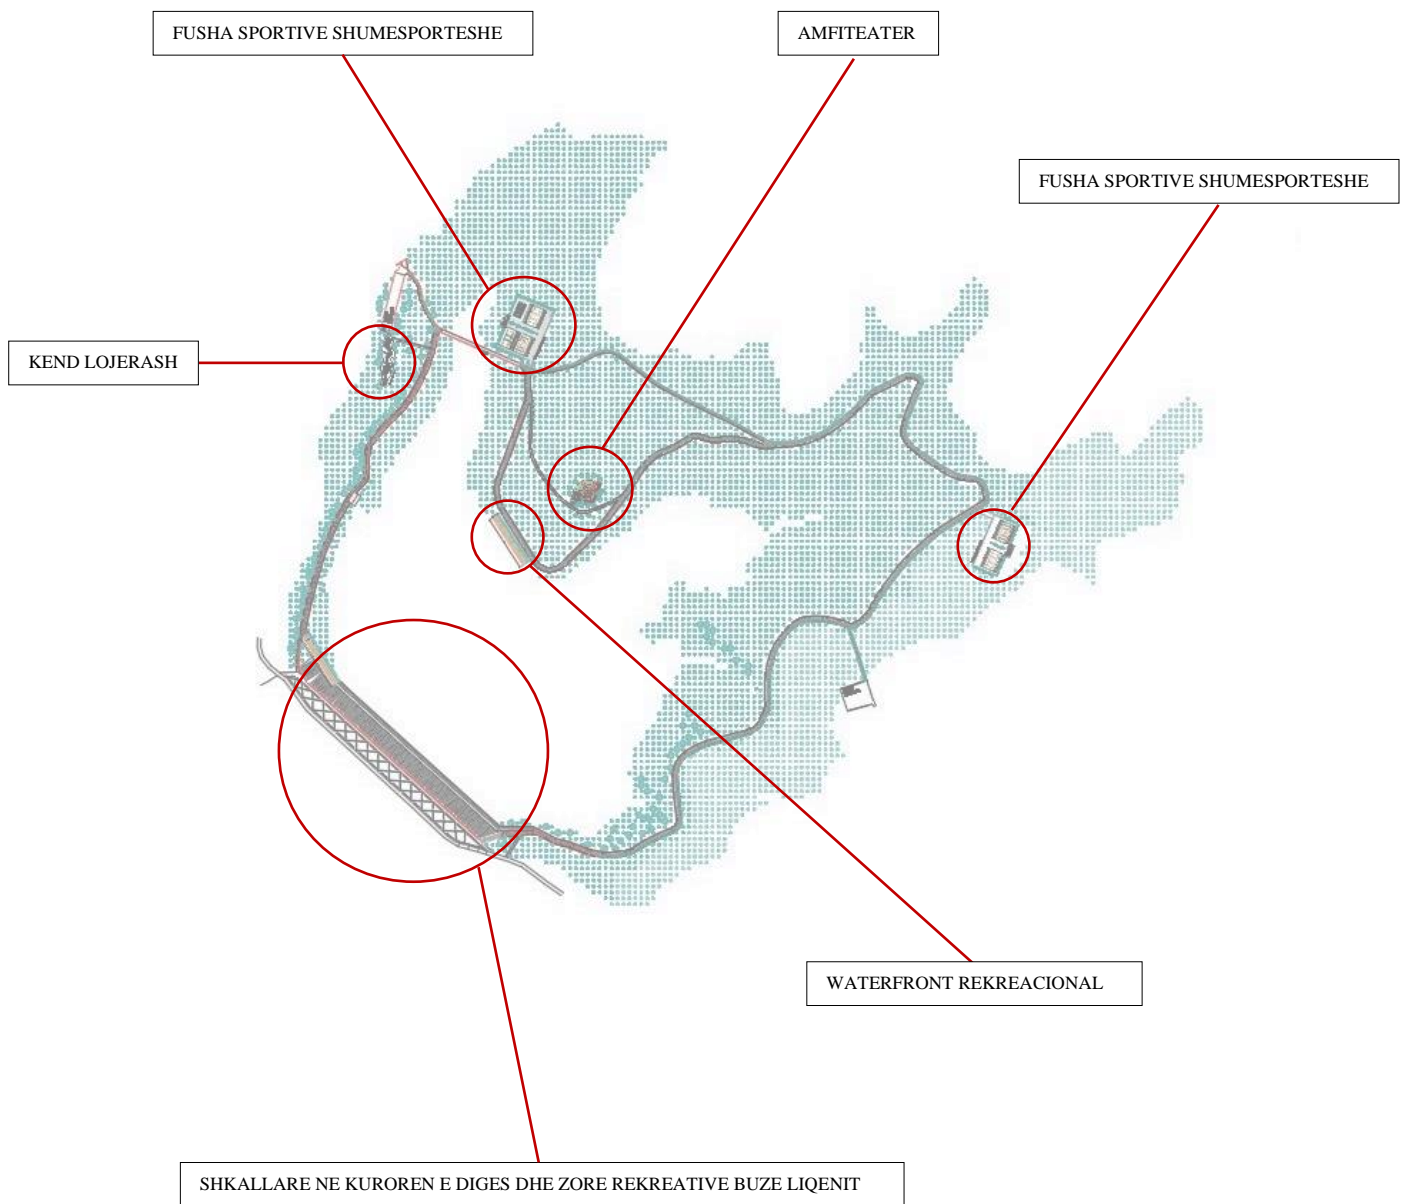 FUSHA SPORTIVE SHUMESPORTESHE
AMFITEATER
FUSHA SPORTIVE SHUMESPORTESHE
KEND LOJERASH
WATERFRONT REKREACIONAL
SHKALLARE NE KUROREN E DIGES DHE ZORE REKREATIVE BUZE LIQENIT